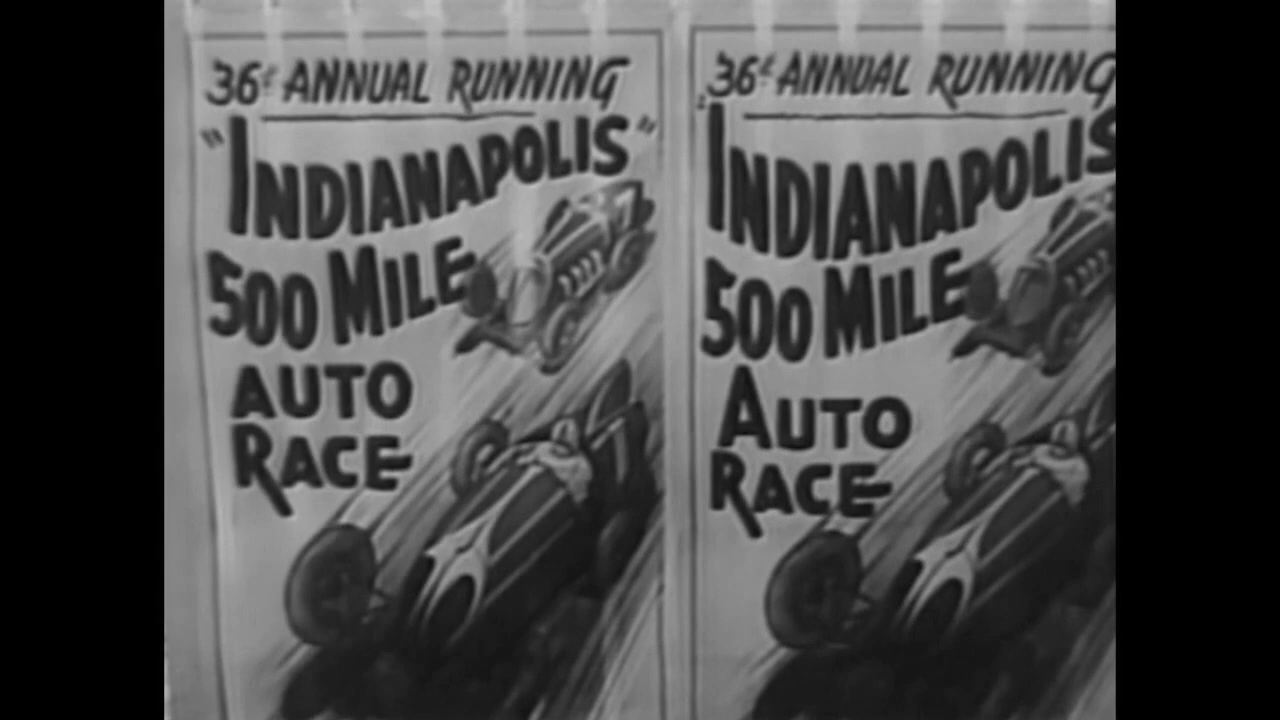 36th ANNUAL RUNNING
"INDIANAPOLIS"
500 MILE
AUTO
RACE
36th ANNUAL RUNNING
"INDIANAPOLIS
500 MILE
AUTO
RACE